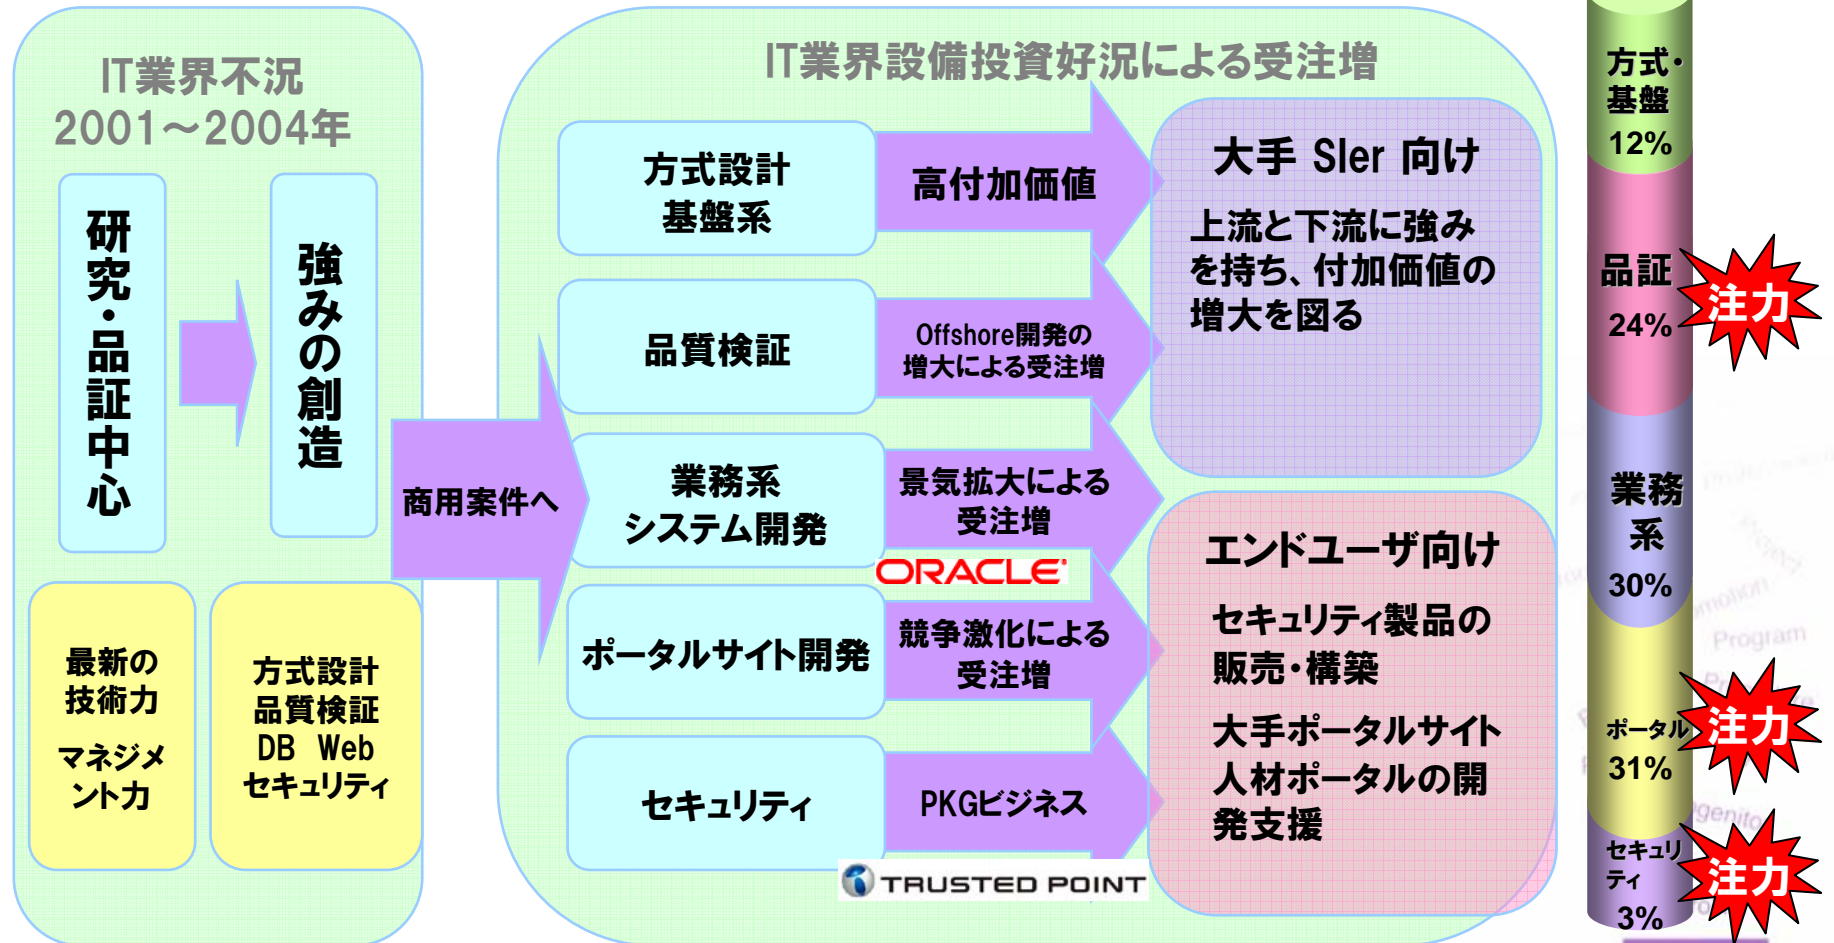 IT業界不況
2001～2004年
研究・品証中心
強みの創造
最新の
技術力
マネジメ
ント力
方式設計
品質検証
DB Web
セキュリティ
商用案件へ
IT業界設備投資好況による受注増
方式設計
基盤系
高付加価値
品質検証
Offshore開発の
増大による受注増
業務系
システム開発
景気拡大による
受注増
ORACLE
ポータルサイト開発
競争激化による
受注増
セキュリティ
PKGビジネス
TRUSTED POINT
大手 SIer 向け
上流と下流に強み
を持ち、付加価値の
増大を図る
エンドユーザ向け
セキュリティ製品の
販売・構築
大手ポータルサイト
人材ポータルの開
発支援
方式・
基盤
12%
品証
24%
注力
業務
系
30%
ポータル
31%
注力
セキュリ
ティ
3%
注力
Project
Program